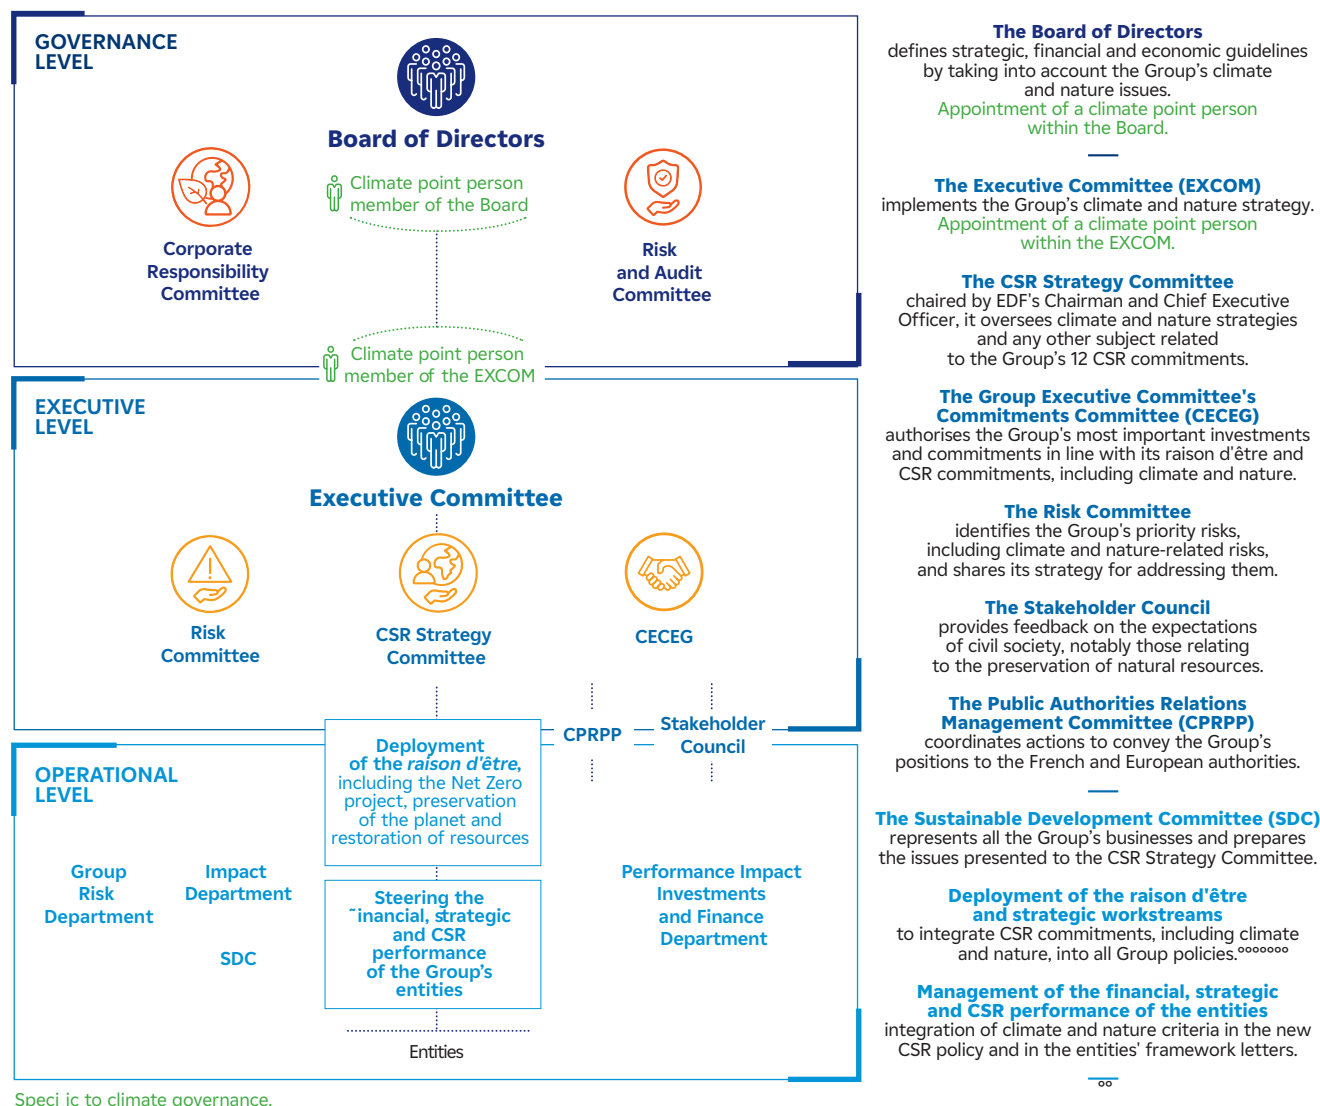 GOVERNANCE
LEVEL
Board of Directors
Climate point person
member of the Board
Corporate
Responsibility
Committee
Risk
and Audit
Committee
Climate point person
member of the EXCOM
EXECUTIVE
LEVEL
Executive Committee
Risk
Committee
CSR Strategy
Committee
CECEG
CPRPP
Stakeholder
Council
OPERATIONAL
LEVEL
Deployment
of the raison d'être,
including the Net Zero
project, preservation
of the planet and
restoration of resources
Group
Risk
Department
Impact
Department
SDC
Steering the
˜inancial, strategic
and CSR
performance
of the Group's
entities
Performance Impact
Investments
and Finance
Department
Entities
Speci ic to climate governance.
The Board of Directors
defines strategic, financial and economic guidelines
by taking into account the Group's climate
and nature issues.
Appointment of a climate point person
within the Board.
The Executive Committee (EXCOM)
implements the Group's climate and nature strategy.
Appointment of a climate point person
within the EXCOM.
The CSR Strategy Committee
chaired by EDF's Chairman and Chief Executive
Officer, it oversees climate and nature strategies
and any other subject related
to the Group's 12 CSR commitments.
The Group Executive Committee's
Commitments Committee (CECEG)
authorises the Group's most important investments
and commitments in line with its raison d'être and
CSR commitments, including climate and nature.
The Risk Committee
identifies the Group's priority risks,
including climate and nature-related risks,
and shares its strategy for addressing them.
The Stakeholder Council
provides feedback on the expectations
of civil society, notably those relating
to the preservation of natural resources.
The Public Authorities Relations
Management Committee (CPRPP)
coordinates actions to convey the Group's
positions to the French and European authorities.
The Sustainable Development Committee (SDC)
represents all the Group's businesses and prepares
the issues presented to the CSR Strategy Committee.
Deployment of the raison d'être
and strategic workstreams
to integrate CSR commitments, including climate
and nature, into all Group policies.ººººººº
Management of the financial, strategic
and CSR performance of the entities
integration of climate and nature criteria in the new
CSR policy and in the entities' framework letters.
ºº